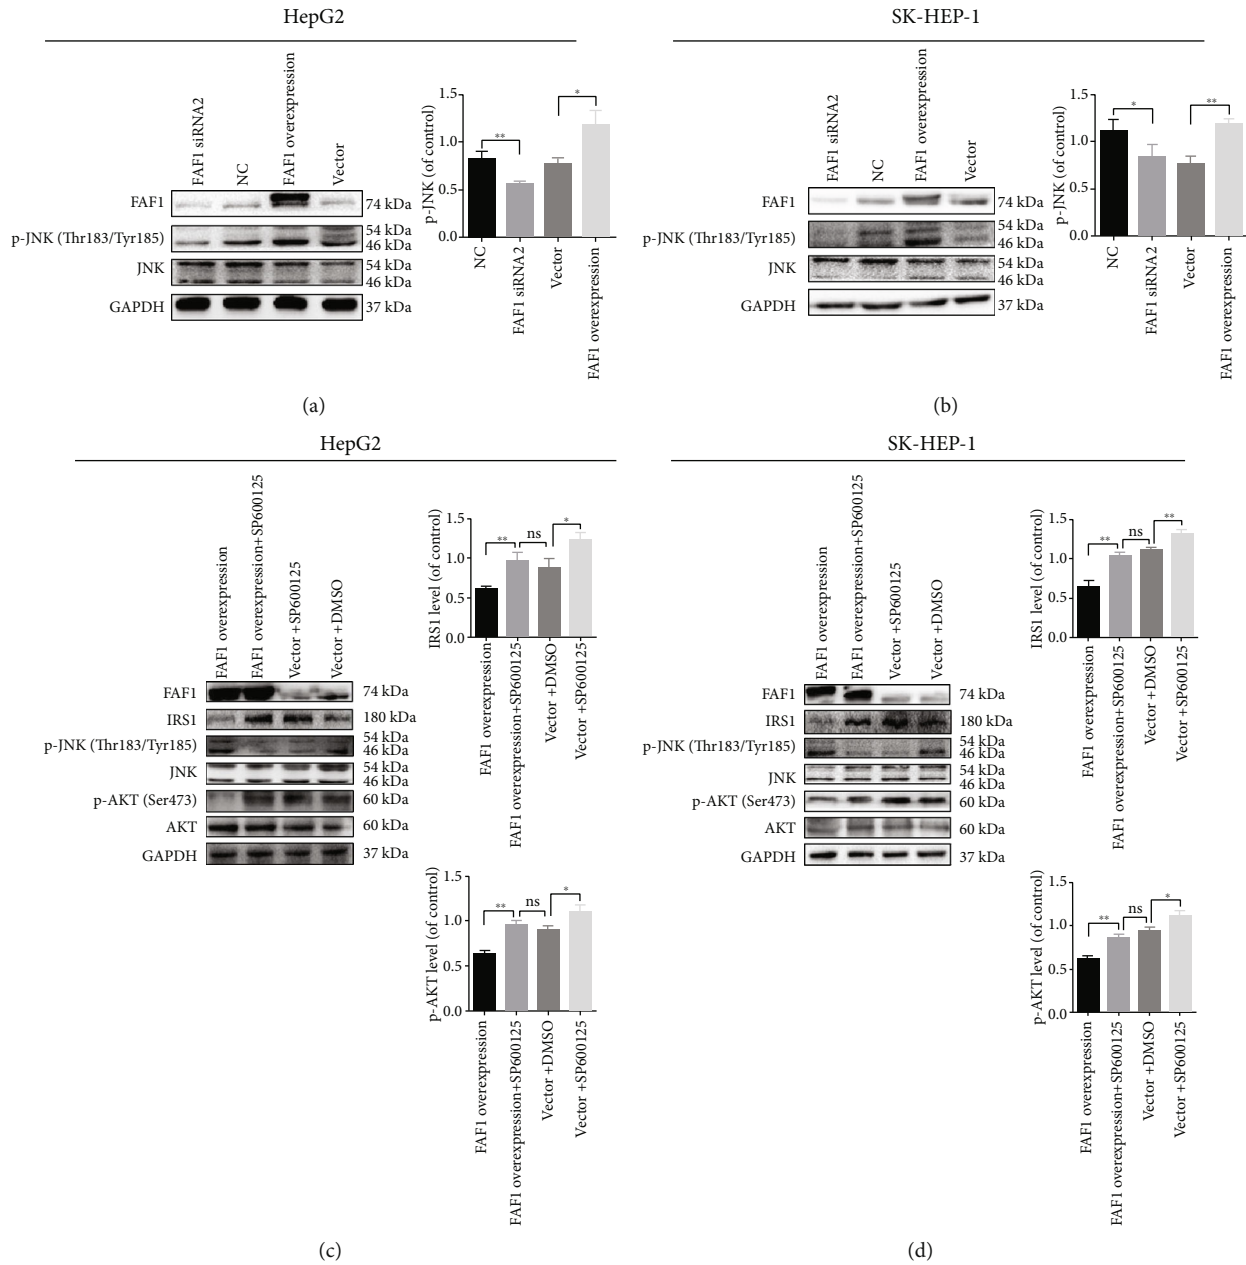 HepG2
FAF1 siRNA2
NC
FAF1 overexpression
Vector
FAF1
74 kDa
p-JNK (Thr183/Tyr185)
54 kDa
46 kDa
JNK
54 kDa
46 kDa
GAPDH
37 kDa
p-JNK (of control)
1.5
1.0
0.5
0.0
**
*
NC
FAF1 siRNA2
Vector
FAF1 overexpression
(a)
SK-HEP-1
FAF1 siRNA2
NC
FAF1 overexpression
Vector
FAF1
74 kDa
p-JNK (Thr183/Tyr185)
54 kDa
46 kDa
JNK
54 kDa
46 kDa
GAPDH
37 kDa
p-JNK (of control)
1.5
1.0
0.5
0.0
*
**
NC
FAF1 siRNA2
Vector
FAF1 overexpression
(b)
HepG2
FAF1 overexpression
FAF1 overexpression+SP600125
Vector +SP600125
Vector +DMSO
FAF1
74 kDa
IRS1
180 kDa
p-JNK (Thr183/Tyr185)
54 kDa
46 kDa
JNK
54 kDa
46 kDa
p-AKT (Ser473)
60 kDa
AKT
60 kDa
GAPDH
37 kDa
IRS1 level (of control)
1.5
1.0
0.5
0.0
**
ns
*
FAF1 overexpression
FAF1 overexpression+SP600125
Vector +DMSO
Vector +SP600125
p-AKT level (of control)
1.5
1.0
0.5
0.0
**
ns
*
FAF1 overexpression
FAF1 overexpression+SP600125
Vector +DMSO
Vector +SP600125
(c)
SK-HEP-1
FAF1 overexpression
FAF1 overexpression+SP600125
Vector +SP600125
Vector +DMSO
FAF1
74 kDa
IRS1
180 kDa
p-JNK (Thr183/Tyr185)
54 kDa
46 kDa
JNK
54 kDa
46 kDa
p-AKT (Ser473)
60 kDa
AKT
60 kDa
GAPDH
37 kDa
IRS1 level (of control)
1.5
1.0
0.5
0.0
**
ns
**
FAF1 overexpression
FAF1 overexpression+SP600125
Vector +DMSO
Vector +SP600125
p-AKT level (of control)
1.5
1.0
0.5
0.0
**
ns
*
FAF1 overexpression
FAF1 overexpression+SP600125
Vector +DMSO
Vector +SP600125
(d)